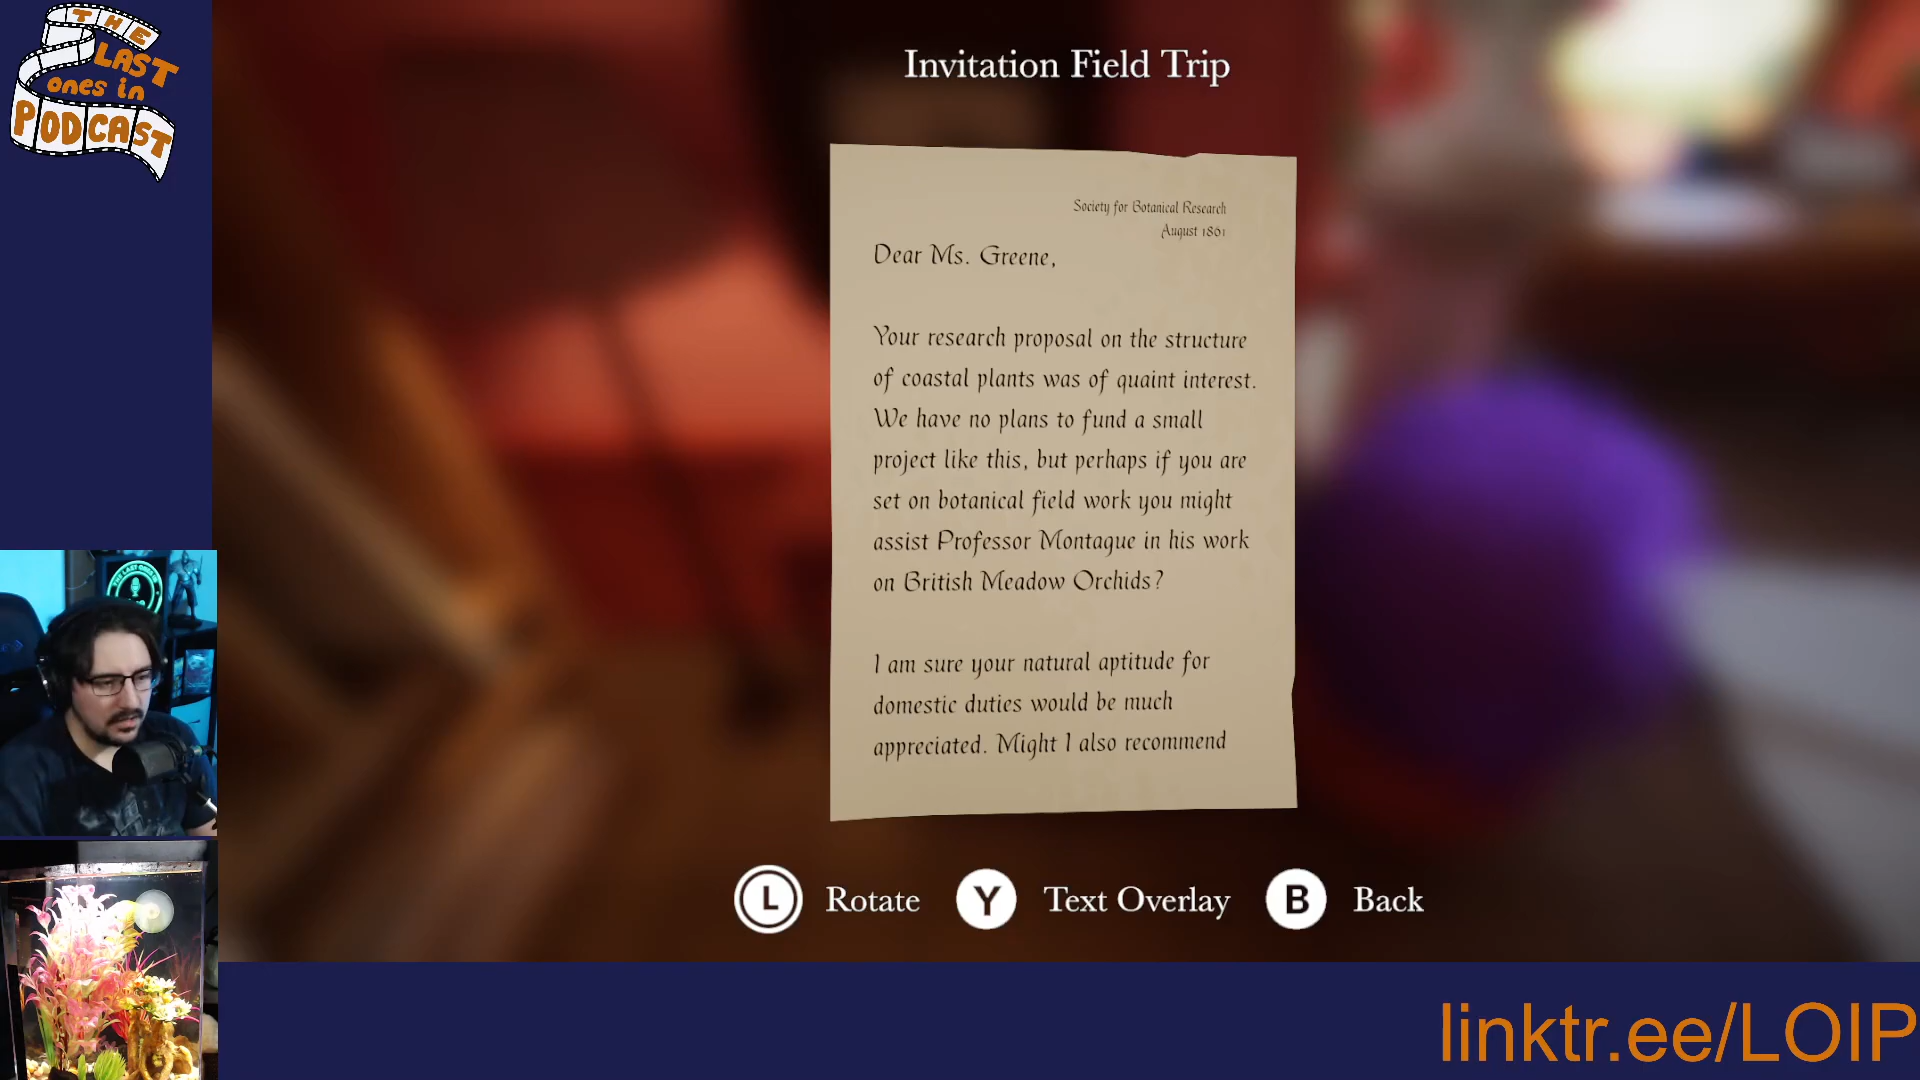 THE
LAST
ones in
PODCAST
Invitation Field Trip
Society for Botanical Research
August 1861
Dear Ms. Greene,
Your research proposal on the structure
of coastal plants was of quaint interest.
We have no plans to fund a small
project like this, but perhaps if you are
set on botanical field work you might
assist Professor Montague in his work
on British Meadow Orchids?
I am sure your natural aptitude for
domestic duties would be much
appreciated. Might I also recommend
L Rotate Y Text Overlay B Back
linktr.ee/LOIP